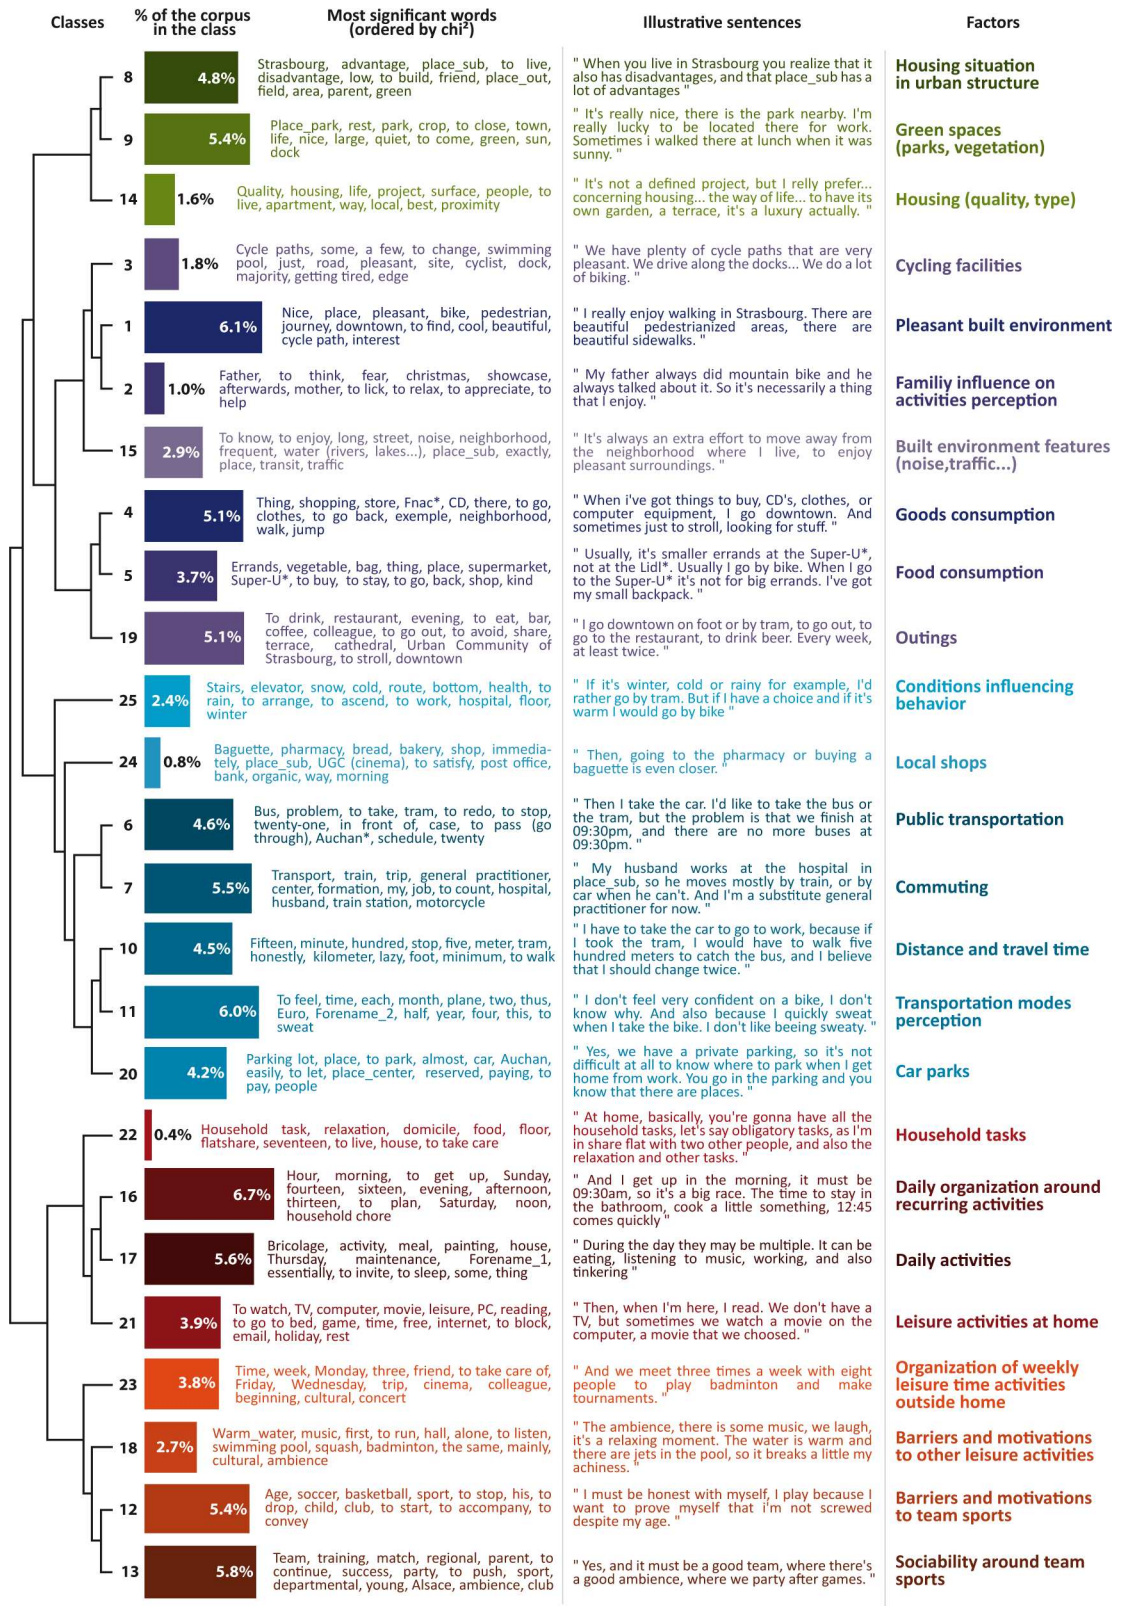 Classes
% of the corpus
in the class
Most significant words
(ordered by chi²)
Illustrative sentences
Factors
8
4.8%
Strasbourg, advantage, place_sub, to live,
disadvantage, low, to build, friend, place_out,
field, area, parent, green
" When you live in Strasbourg you realize that it
also has disadvantages, and that place_sub has a
lot of advantages "
Housing situation
in urban structure
9
5.4%
Place_park, rest, park, crop, to close, town,
life, nice, large, quiet, to come, green, sun,
dock
" It's really nice, there is the park nearby. I'm
really lucky to be located there for work.
Sometimes i walked there at lunch when it was
sunny. "
Green spaces
(parks, vegetation)
14
1.6%
Quality, housing, life, project, surface, people, to
live, apartment, way, local, best, proximity
" It's not a defined project, but I relly prefer...
concerning housing... the way of life... to have its
own garden, a terrace, it's a luxury actually. "
Housing (quality, type)
3
1.8%
Cycle paths, some, a few, to change, swimming
pool, just, road, pleasant, site, cyclist, dock,
majority, getting tired, edge
" We have plenty of cycle paths that are very
pleasant. We drive along the docks... We do a lot
of biking. "
Cycling facilities
1
6.1%
Nice, place, pleasant, bike, pedestrian,
journey, downtown, to find, cool, beautiful,
cycle path, interest
" I really enjoy walking in Strasbourg. There are
beautiful pedestrianized areas, there are
beautiful sidewalks. "
Pleasant built environment
2
1.0%
Father, to think, fear, christmas, showcase,
afterwards, mother, to lick, to relax, to appreciate, to
help
" My father always did mountain bike and he
always talked about it. So it's necessarily a thing
that I enjoy. "
Familiy influence on
activities perception
15
2.9%
To know, to enjoy, long, street, noise, neighborhood,
frequent, water (rivers, lakes...), place_sub, exactly,
place, transit, traffic
" It's always an extra effort to move away from
the neighborhood where I live, to enjoy
pleasant surroundings. "
Built environment features
(noise,traffic...)
4
5.1%
Thing, shopping, store, Fnac*, CD, there, to go,
clothes, to go back, exemple, neighborhood,
walk, jump
" When i've got things to buy, CD's, clothes, or
computer equipment, I go downtown. And
sometimes just to stroll, looking for stuff. "
Goods consumption
5
3.7%
Errands, vegetable, bag, thing, place, supermarket,
Super-U*, to buy, to stay, to go, back, shop, kind
" Usually, it's smaller errands at the Super-U*,
not at the Lidl*. Usually I go by bike. When I go
to the Super-U* it's not for big errands. I've got
my small backpack. "
Food consumption
19
5.1%
To drink, restaurant, evening, to eat, bar,
coffee, colleague, to go out, to avoid, share,
terrace, cathedral, Urban Community of
Strasbourg, to stroll, downtown
" I go downtown on foot or by tram, to go out, to
go to the restaurant, to drink beer. Every week,
at least twice. "
Outings
25
2.4%
Stairs, elevator, snow, cold, route, bottom, health, to
rain, to arrange, to ascend, to work, hospital, floor,
winter
" If it's winter, cold or rainy for example, I'd
rather go by tram. But if I have a choice and if it's
warm I would go by bike "
Conditions influencing
behavior
24
0.8%
Baguette, pharmacy, bread, bakery, shop, immedia-
tely, place_sub, UGC (cinema), to satisfy, post office,
bank, organic, way, morning
" Then, going to the pharmacy or buying a
baguette is even closer. "
Local shops
6
4.6%
Bus, problem, to take, tram, to redo, to stop,
twenty-one, in front of, case, to pass (go
through), Auchan*, schedule, twenty
" Then I take the car. I'd like to take the bus or
the tram, but the problem is that we finish at
09:30pm, and there are no more buses at
09:30pm. "
Public transportation
7
5.5%
Transport, train, trip, general practitioner,
center, formation, my, job, to count, hospital,
husband, train station, motorcycle
" My husband works at the hospital in
place_sub, so he moves mostly by train, or by
car when he can't. And I'm a substitute general
practitioner for now. "
Commuting
10
4.5%
Fifteen, minute, hundred, stop, five, meter, tram,
honestly, kilometer, lazy, foot, minimum, to walk
" I have to take the car to go to work, because if
I took the tram, I would have to walk five
hundred meters to catch the bus, and I believe
that I should change twice. "
Distance and travel time
11
6.0%
To feel, time, each, month, plane, two, thus,
Euro, Forename_2, half, year, four, this, to
sweat
" I don't feel very confident on a bike, I don't
know why. And also because I quickly sweat
when I take the bike. I don't like beeing sweaty. "
Transportation modes
perception
20
4.2%
Parking lot, place, to park, almost, car, Auchan,
easily, to let, place_center, reserved, paying, to
pay, people
" Yes, we have a private parking, so it's not
difficult at all to know where to park when I get
home from work. You go in the parking and you
know that there are places. "
Car parks
22
0.4%
Household task, relaxation, domicile, food, floor,
flatshare, seventeen, to live, house, to take care
" At home, basically, you're gonna have all the
household tasks, let's say obligatory tasks, as I'm
in share flat with two other people, and also the
relaxation and other tasks. "
Household tasks
16
6.7%
Hour, morning, to get up, Sunday,
fourteen, sixteen, evening, afternoon,
thirteen, to plan, Saturday, noon,
household chore
" And I get up in the morning, it must be
09:30am, so it's a big race. The time to stay in
the bathroom, cook a little something, 12:45
comes quickly "
Daily organization around
recurring activities
17
5.6%
Bricolage, activity, meal, painting, house,
Thursday, maintenance, Forename_1,
essentially, to invite, to sleep, some, thing
" During the day they may be multiple. It can be
eating, listening to music, working, and also
tinkering "
Daily activities
21
3.9%
To watch, TV, computer, movie, leisure, PC, reading,
to go to bed, game, time, free, internet, to block,
email, holiday, rest
" Then, when I'm here, I read. We don't have a
TV, but sometimes we watch a movie on the
computer, a movie that we choosed. "
Leisure activities at home
23
3.8%
Time, week, Monday, three, friend, to take care of,
Friday, Wednesday, trip, cinema, colleague,
beginning, cultural, concert
" And we meet three times a week with eight
people to play badminton and make
tournaments. "
Organization of weekly
leisure time activities
outside home
18
2.7%
Warm_water, music, first, to run, hall, alone, to listen,
swimming pool, squash, badminton, the same, mainly,
cultural, ambience
" The ambience, there is some music, we laugh,
it's a relaxing moment. The water is warm and
there are jets in the pool, so it breaks a little my
achiness. "
Barriers and motivations
to other leisure activities
12
5.4%
Age, soccer, basketball, sport, to stop, his, to
drop, child, club, to start, to accompany, to
convey
" I must be honest with myself, I play because I
want to prove myself that i'm not screwed
despite my age. "
Barriers and motivations
to team sports
13
5.8%
Team, training, match, regional, parent, to
continue, success, party, to push, sport,
departmental, young, Alsace, ambience, club
" Yes, and it must be a good team, where there's
a good ambience, where we party after games. "
Sociability around team
sports